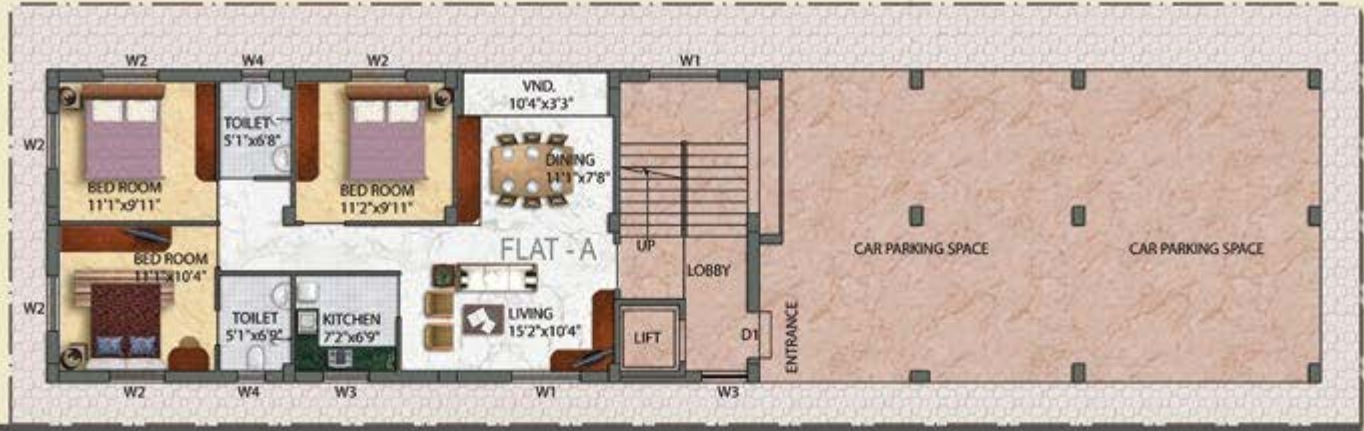 W2
W4
W2
W1
VND.
10'4"x3'3"
TOILET
5'1"x6'8"
W2
DINING
11'1"x7'8"
BED ROOM
11'1"x9'11"
BED ROOM
11'2"x9'11"
FLAT - A
UP
CAR PARKING SPACE
CAR PARKING SPACE
BED ROOM
11'1"x10'4"
LOBBY
W2
TOILET
5'1"x6'9"
KITCHEN
7'2"x6'9"
LIVING
15'2"x10'4"
LIFT
D1
ENTRANCE
W2
W4
W3
W1
W3